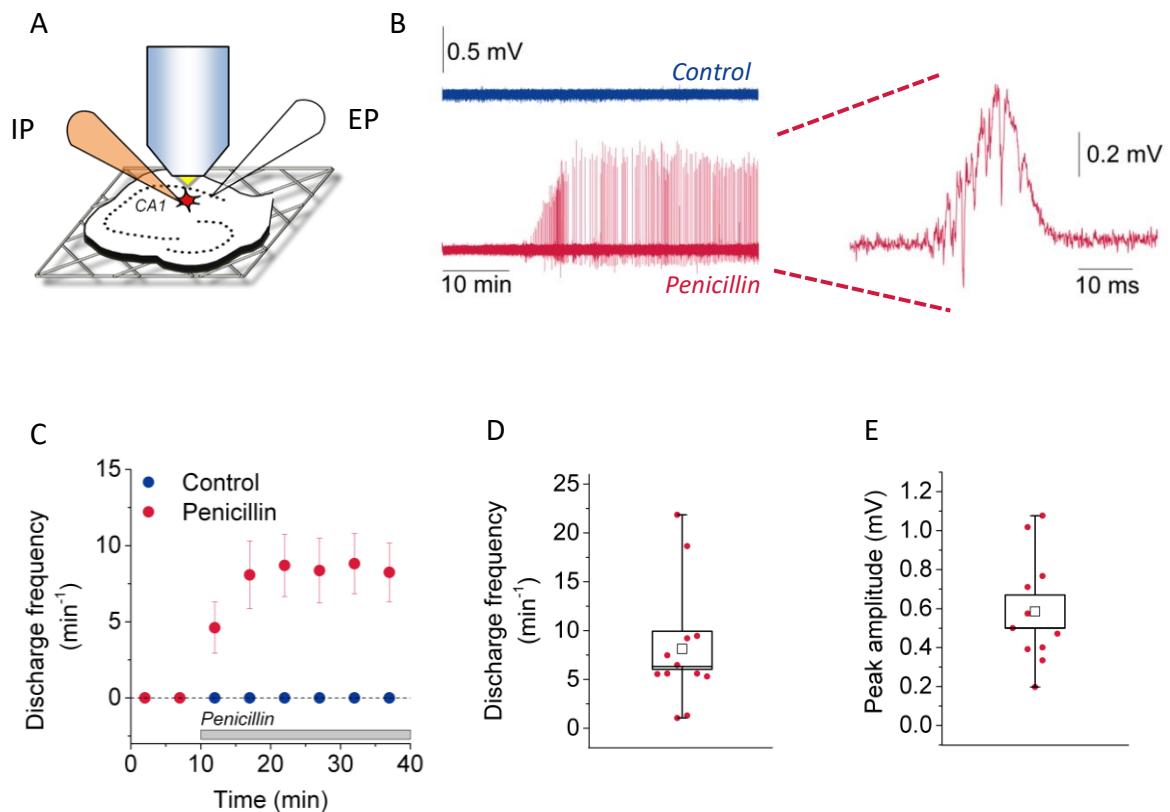 A
IP
EP
CA1
B
0.5 mV
Control
10 min
Penicillin
0.2 mV
10 ms
C
Discharge frequency
(min⁻¹)
15
10
5
0
Control
Penicillin
Penicillin
0
10
20
30
40
Time (min)
D
Discharge frequency
(min⁻¹)
25
20
15
10
5
0
E
Peak amplitude (mV)
1.2
1.0
0.8
0.6
0.4
0.2
0.0